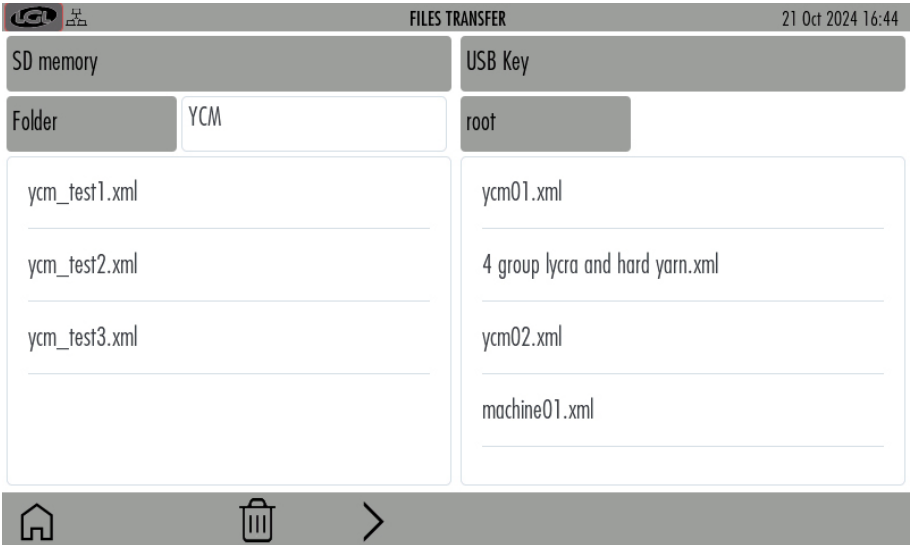 LGL
FILES TRANSFER
21 Oct 2024 16:44
SD memory
USB Key
Folder
YCM
root
ycm_test1.xml
ycm_test2.xml
ycm_test3.xml
ycm01.xml
4 group lycra and hard yarn.xml
ycm02.xml
machine01.xml